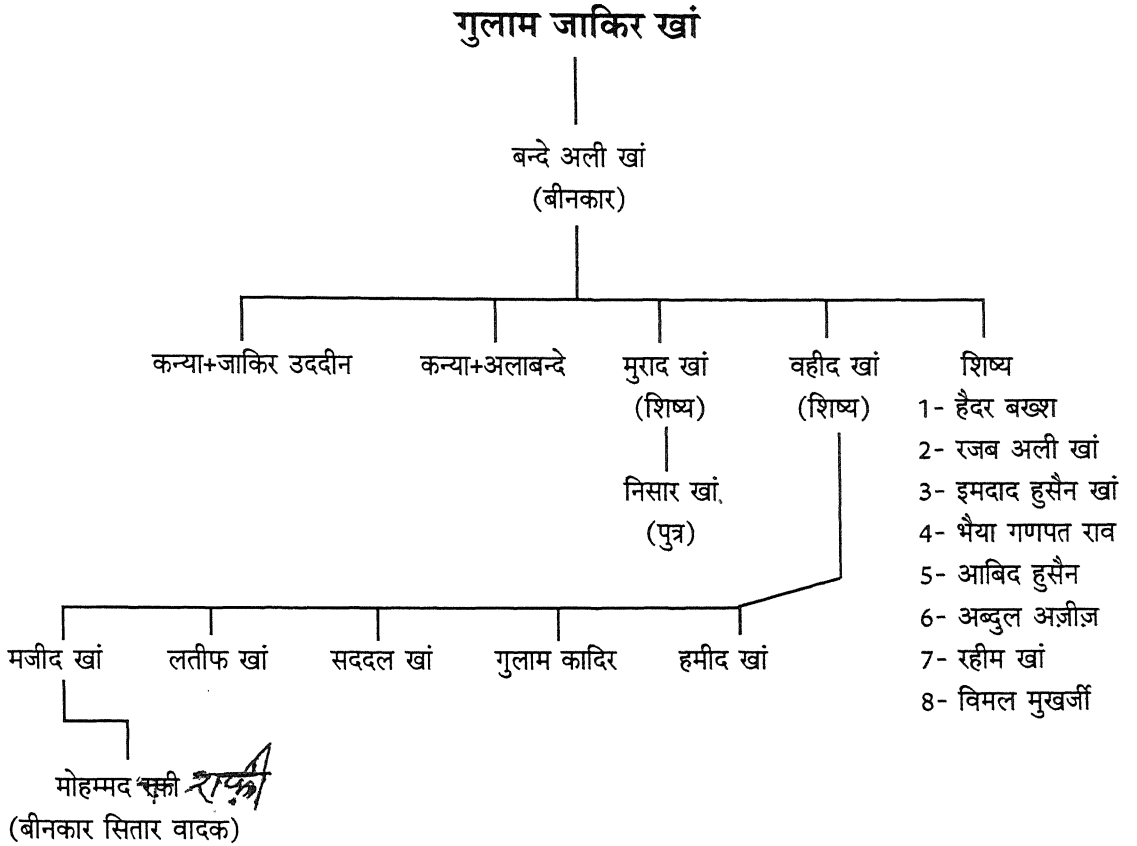 गुलाम जाकिर खां
बन्दे अली खां
(बीनकार)
कन्या+जाकिर उददीन
कन्या+अलाबन्दे
मुराद खां
(शिष्य)
निसार खां
(पुत्र)
वहीद खां
(शिष्य)
शिष्य
1- हैदर बख्श
2- रजब अली खां
3- इमदाद हुसैन खां
4- भैया गणपत राव
5- आबिद हुसैन
6- अब्दुल अज़ीज़
7- रहीम खां
8- विमल मुखर्जी
मजीद खां
लतीफ खां
सददल खां
गुलाम कादिर
हमीद खां
मोहम्मद
(बीनकार सितार वादक)